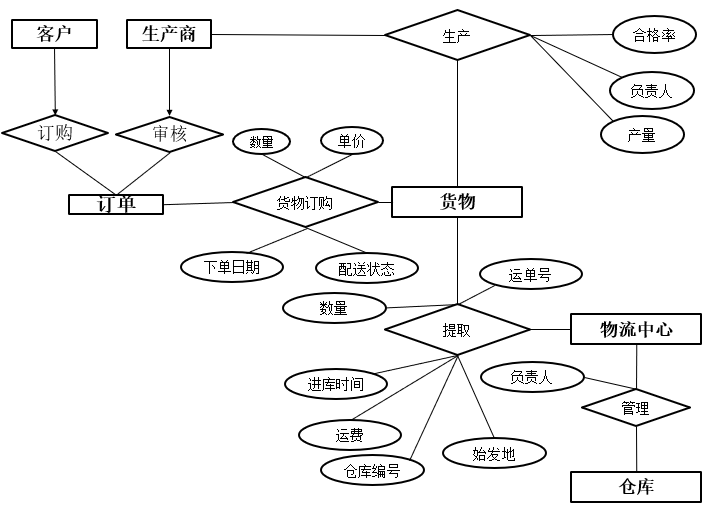 客户
生产商
生产
合格率
负责人
产量
订购
审核
数量
单价
订单
货物订购
货物
下单日期
配送状态
运单号
数量
提取
物流中心
进库时间
负责人
管理
运费
仓库编号
始发地
仓库